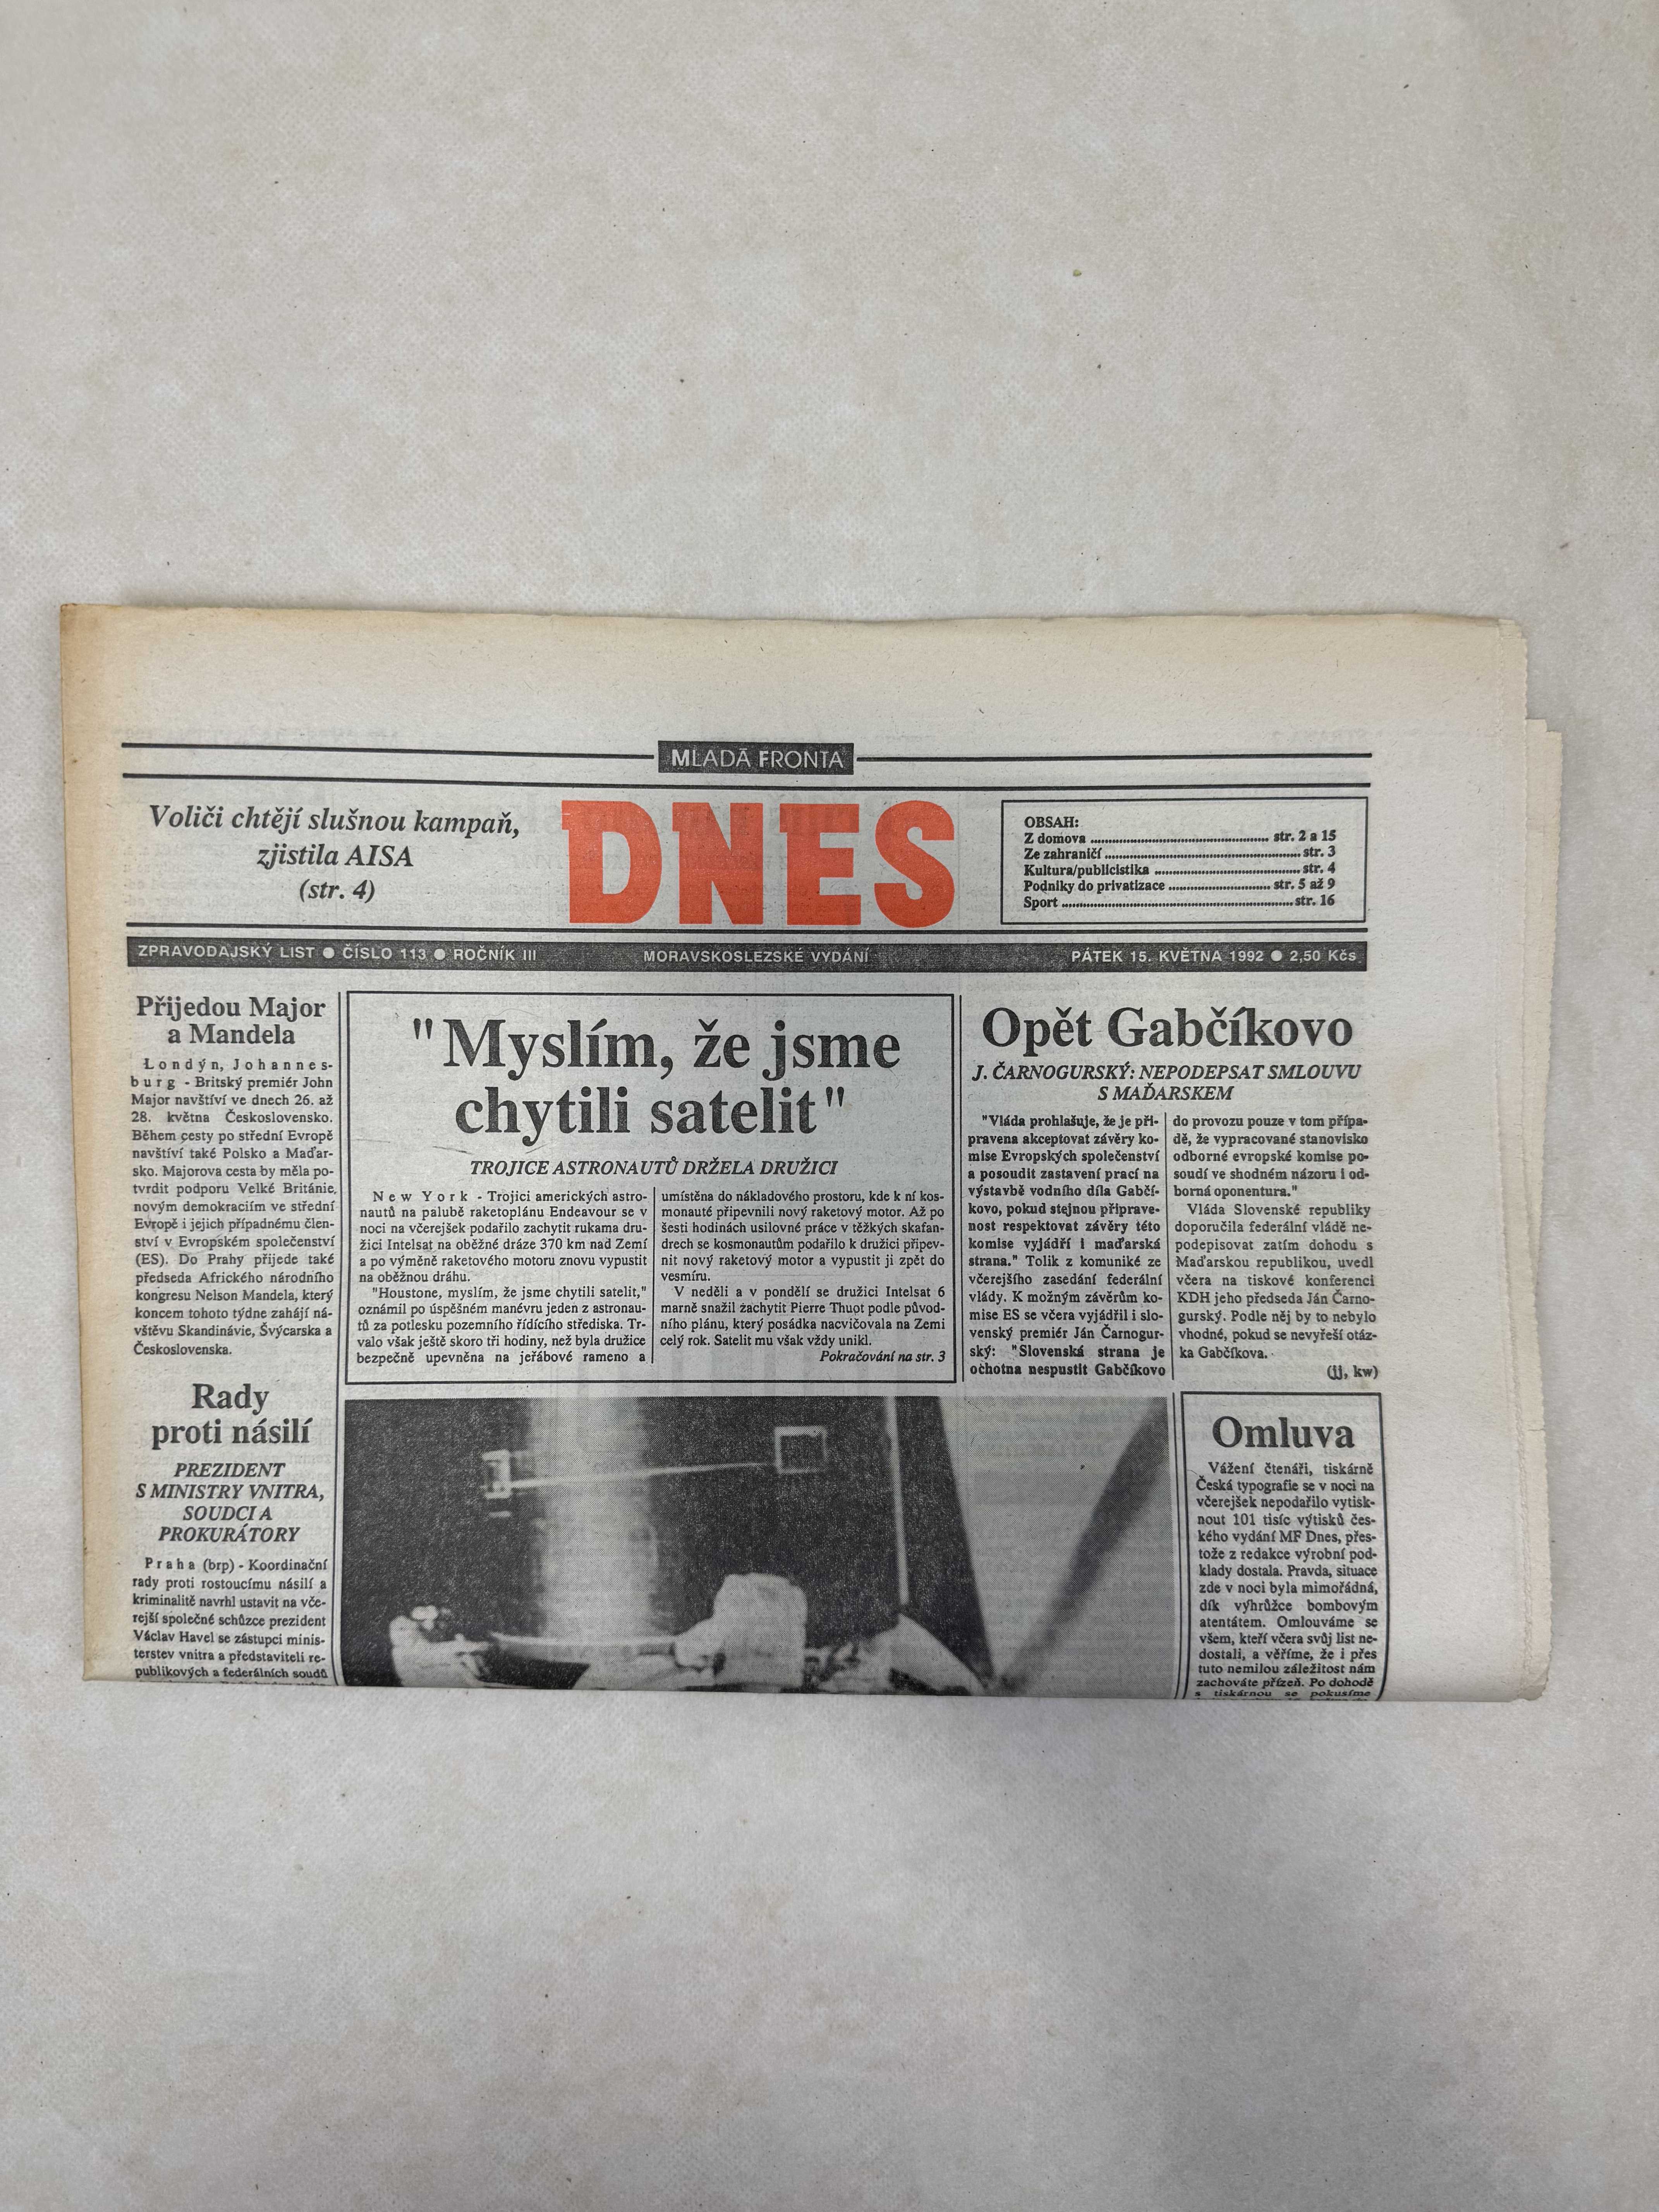 MLADÁ FRONTA
Voliči chtějí slušnou kampaň,
zjistila AISA
(str. 4)
DNES
OBSAH:
Z domova ........ str. 2 a 15
Ze zahraničí ........ str. 3
Kultura/publicistika ........ str. 4
Podniky do privatizace ........ str. 5 až 9
Sport ........ str. 16
ZPRAVODAJSKÝ LIST ● ČÍSLO 113 ● ROČNÍK III MORAVSKOSLEZSKÉ VYDÁNÍ PÁTEK 15. KVĚTNA 1992 ● 2,50 Kčs
Přijedou Major
a Mandela
Londýn, Johannes-
burg - Britský premiér John
Major navštíví ve dnech 26. až
28. května Československo.
Během cesty po střední Evropě
navštíví také Polsko a Maďar-
sko. Majorova cesta by měla po-
tvrdit podporu Velké Británie,
novým demokraciím ve střední
Evropě i jejich případnému člen-
ství v Evropském společenství
(ES). Do Prahy přijede také
předseda Afrického národního
kongresu Nelson Mandela, který
koncem tohoto týdne zahájí ná-
vštěvu Skandinávie, Švýcarska a
Československa.
Rady
proti násilí
PREZIDENT
S MINISTRY VNITRA,
SOUDCI A
PROKURÁTORY
Praha (brp) - Koordinační
rady proti rostoucímu násilí a
kriminalitě navrhl ustavit na vče-
rejší společné schůzce prezident
Václav Havel se zástupci minis-
terstev vnitra a představiteli re-
publikových a federálních soudů
"Myslím, že jsme
chytili satelit"
TROJICE ASTRONAUTŮ DRŽELA DRUŽICI
New York - Trojici amerických astro-
nautů na palubě raketoplánu Endeavour se v
noci na včerejšek podařilo zachytit rukama dru-
žici Intelsat na oběžné dráze 370 km nad Zemí
a po výměně raketového motoru znovu vypustit
na oběžnou dráhu.
"Houstone, myslím, že jsme chytili satelit,"
oznámil po úspěšném manévru jeden z astronau-
tů za potlesku pozemního řídícího střediska. Tr-
valo však ještě skoro tři hodiny, než byla družice
bezpečně upevněna na jeřábové rameno a
umístěna do nákladového prostoru, kde k ní kos-
monauté připevnili nový raketový motor. Až po
šesti hodinách usilovné práce v těžkých skafan-
drech se kosmonautům podařilo k družici připev-
nit nový raketový motor a vypustit ji zpět do
vesmíru.
V neděli a v pondělí se družici Intelsat 6
marně snažil zachytit Pierre Thuot podle původ-
ního plánu, který posádka nacvičovala na Zemi
celý rok. Satelit mu však vždy unikl.
Pokračování na str. 3
Opět Gabčíkovo
J. ČARNOGURSKÝ: NEPODEPSAT SMLOUVU
S MAĎARSKEM
"Vláda prohlašuje, že je při-
pravena akceptovat závěry ko-
mise Evropských společenství
a posoudit zastavení prací na
výstavbě vodního díla Gabčí-
kovo, pokud stejnou připrave-
nost respektovat závěry této
komise vyjádří i maďarská
strana." Tolik z komuniké ze
včerejšího zasedání federální
vlády. K možným závěrům ko-
mise ES se včera vyjádřil i slo-
venský premiér Ján Čarnogur-
ský: "Slovenská strana je
ochotna nespustit Gabčíkovo
do provozu pouze v tom přípa-
dě, že vypracované stanovisko
odborné evropské komise po-
soudí ve shodném názoru i od-
borná oponentura."
Vláda Slovenské republiky
doporučila federální vládě ne-
podepisovat zatím dohodu s
Maďarskou republikou, uvedl
včera na tiskové konferenci
KDH jeho předseda Ján Čarno-
gurský. Podle něj by to nebylo
vhodné, pokud se nevyřeší otáz-
ka Gabčíkova.
(jj, kw)
Omluva
Vážení čtenáři, tiskárně
Česká typografie se v noci na
včerejšek nepodařilo vytisk-
nout 101 tisíc výtisků čes-
kého vydání MF Dnes, přes-
tože z redakce výrobní pod-
klady dostala. Pravda, situace
zde v noci byla mimořádná,
dík výhrůžce bombovým
atentátem. Omlouváme se
všem, kteří včera svůj list ne-
dostali, a věříme, že i přes
tuto nemilou záležitost nám
zachováte přízeň. Po dohodě
s tiskárnou se pokusíme